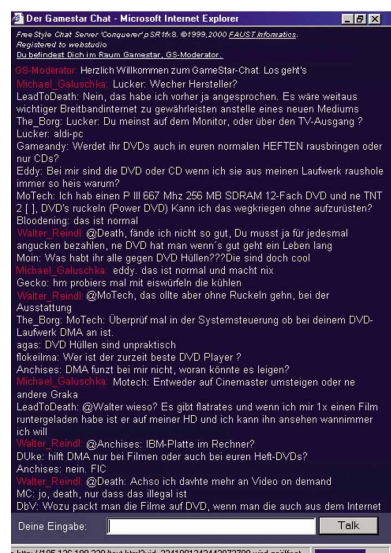 Der Gamestar Chat - Microsoft Internet Explorer
FreeStyle Chat Server 'Conquerer' pSR1fx8. ©1999,2000 FAUST Informatics.
Registered to webstudio
Du befindest Dich im Raum Gamestar, GS-Moderator.
GS-Moderator: Herzlich Willkommen zum GameStar-Chat. Los geht's
Michael_Galuschka: Lucker: Wecher Hersteller?
LeadToDeath: Nein, das habe ich vorher ja angesprochen. Es wäre weitaus
wichtiger Breitbandinternet zu gewährleisten anstelle eines neuen Mediums
The_Borg: Lucker: Du meinst auf dem Monitor, oder über den TV-Ausgang ?
Lucker: aldi-pc
Gameandy: Werdet ihr DVDs auch in euren normalen HEFTEN rausbringen oder
nur CDs?
Eddy: Bei mir sind die DVD oder CD wenn ich sie aus meinen Laufwerk raushole
immer so heis warum?
MoTech: Ich hab einen P III 667 Mhz 256 MB SDRAM 12-Fach DVD und ne TNT
2 [ ], DVD's ruckeln (Power DVD) Kann ich das wegkriegen ohne aufzurüsten?
Bloodening: das ist normal
Walter_Reindl: @Death, fände ich nicht so gut, Du musst ja für jedesmal
angucken bezahlen, ne DVD hat man wenn´s gut geht ein Leben lang
Moin: Was habt ihr alle gegen DVD Hüllen???Die sind doch cool
Michael_Galuschka: eddy. das ist normal und macht nix
Gecko: hm probiers mal mit eiswürfeln die kühlen
Walter_Reindl: @MoTech, das ollte aber ohne Ruckeln gehn, bei der
Ausstattung
The_Borg: MoTech: Überprüf mal in der Systemsteuerung ob bei deinem DVD-
Laufwerk DMA an ist.
agas: DVD Hüllen sind unpraktisch
flokeilma: Wer ist der zurzeit beste DVD Player ?
Anchises: DMA funzt bei mir nicht, woran könnte es leigen?
Michael_Galuschka: Motech: Entweder auf Cinemaster umsteigen oder ne
andere Graka
LeadToDeath: @Walter wieso? Es gibt flatrates und wenn ich mir 1x einen Film
runtergeladen habe ist er auf meiner HD und ich kann ihn ansehen wannimmer
ich will
Walter_Reindl: @Anchises: IBM-Platte im Rechner?
DUke: hilft DMA nur bei Filmen oder auch bei euren Heft-DVDs?
Anchises: nein. FIC
Walter_Reindl: @Death: Achso ich davhte mehr an Video on demand
MC: jo, death, nur dass das illegal ist
DbV: Wozu packt man die Filme auf DVD, wenn man die auch aus dem Internet
Deine Eingabe:
Talk